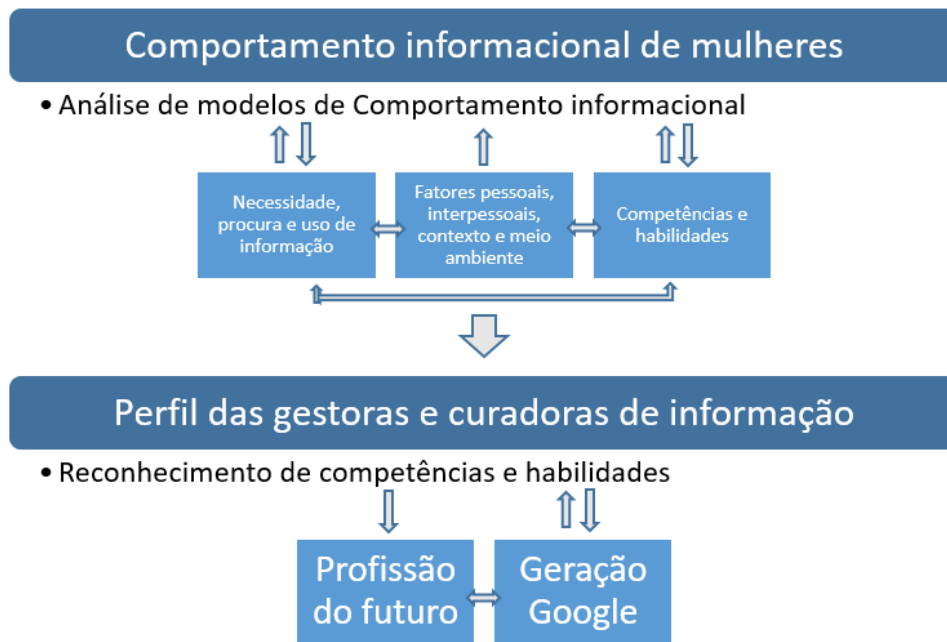 Comportamento informacional de mulheres
• Análise de modelos de Comportamento informacional
Necessidade,
procura e uso de
informação
Fatores pessoais,
interpessoais,
contexto e meio
ambiente
Competências e
habilidades
Perfil das gestoras e curadoras de informação
• Reconhecimento de competências e habilidades
Profissão
do futuro
Geração
Google